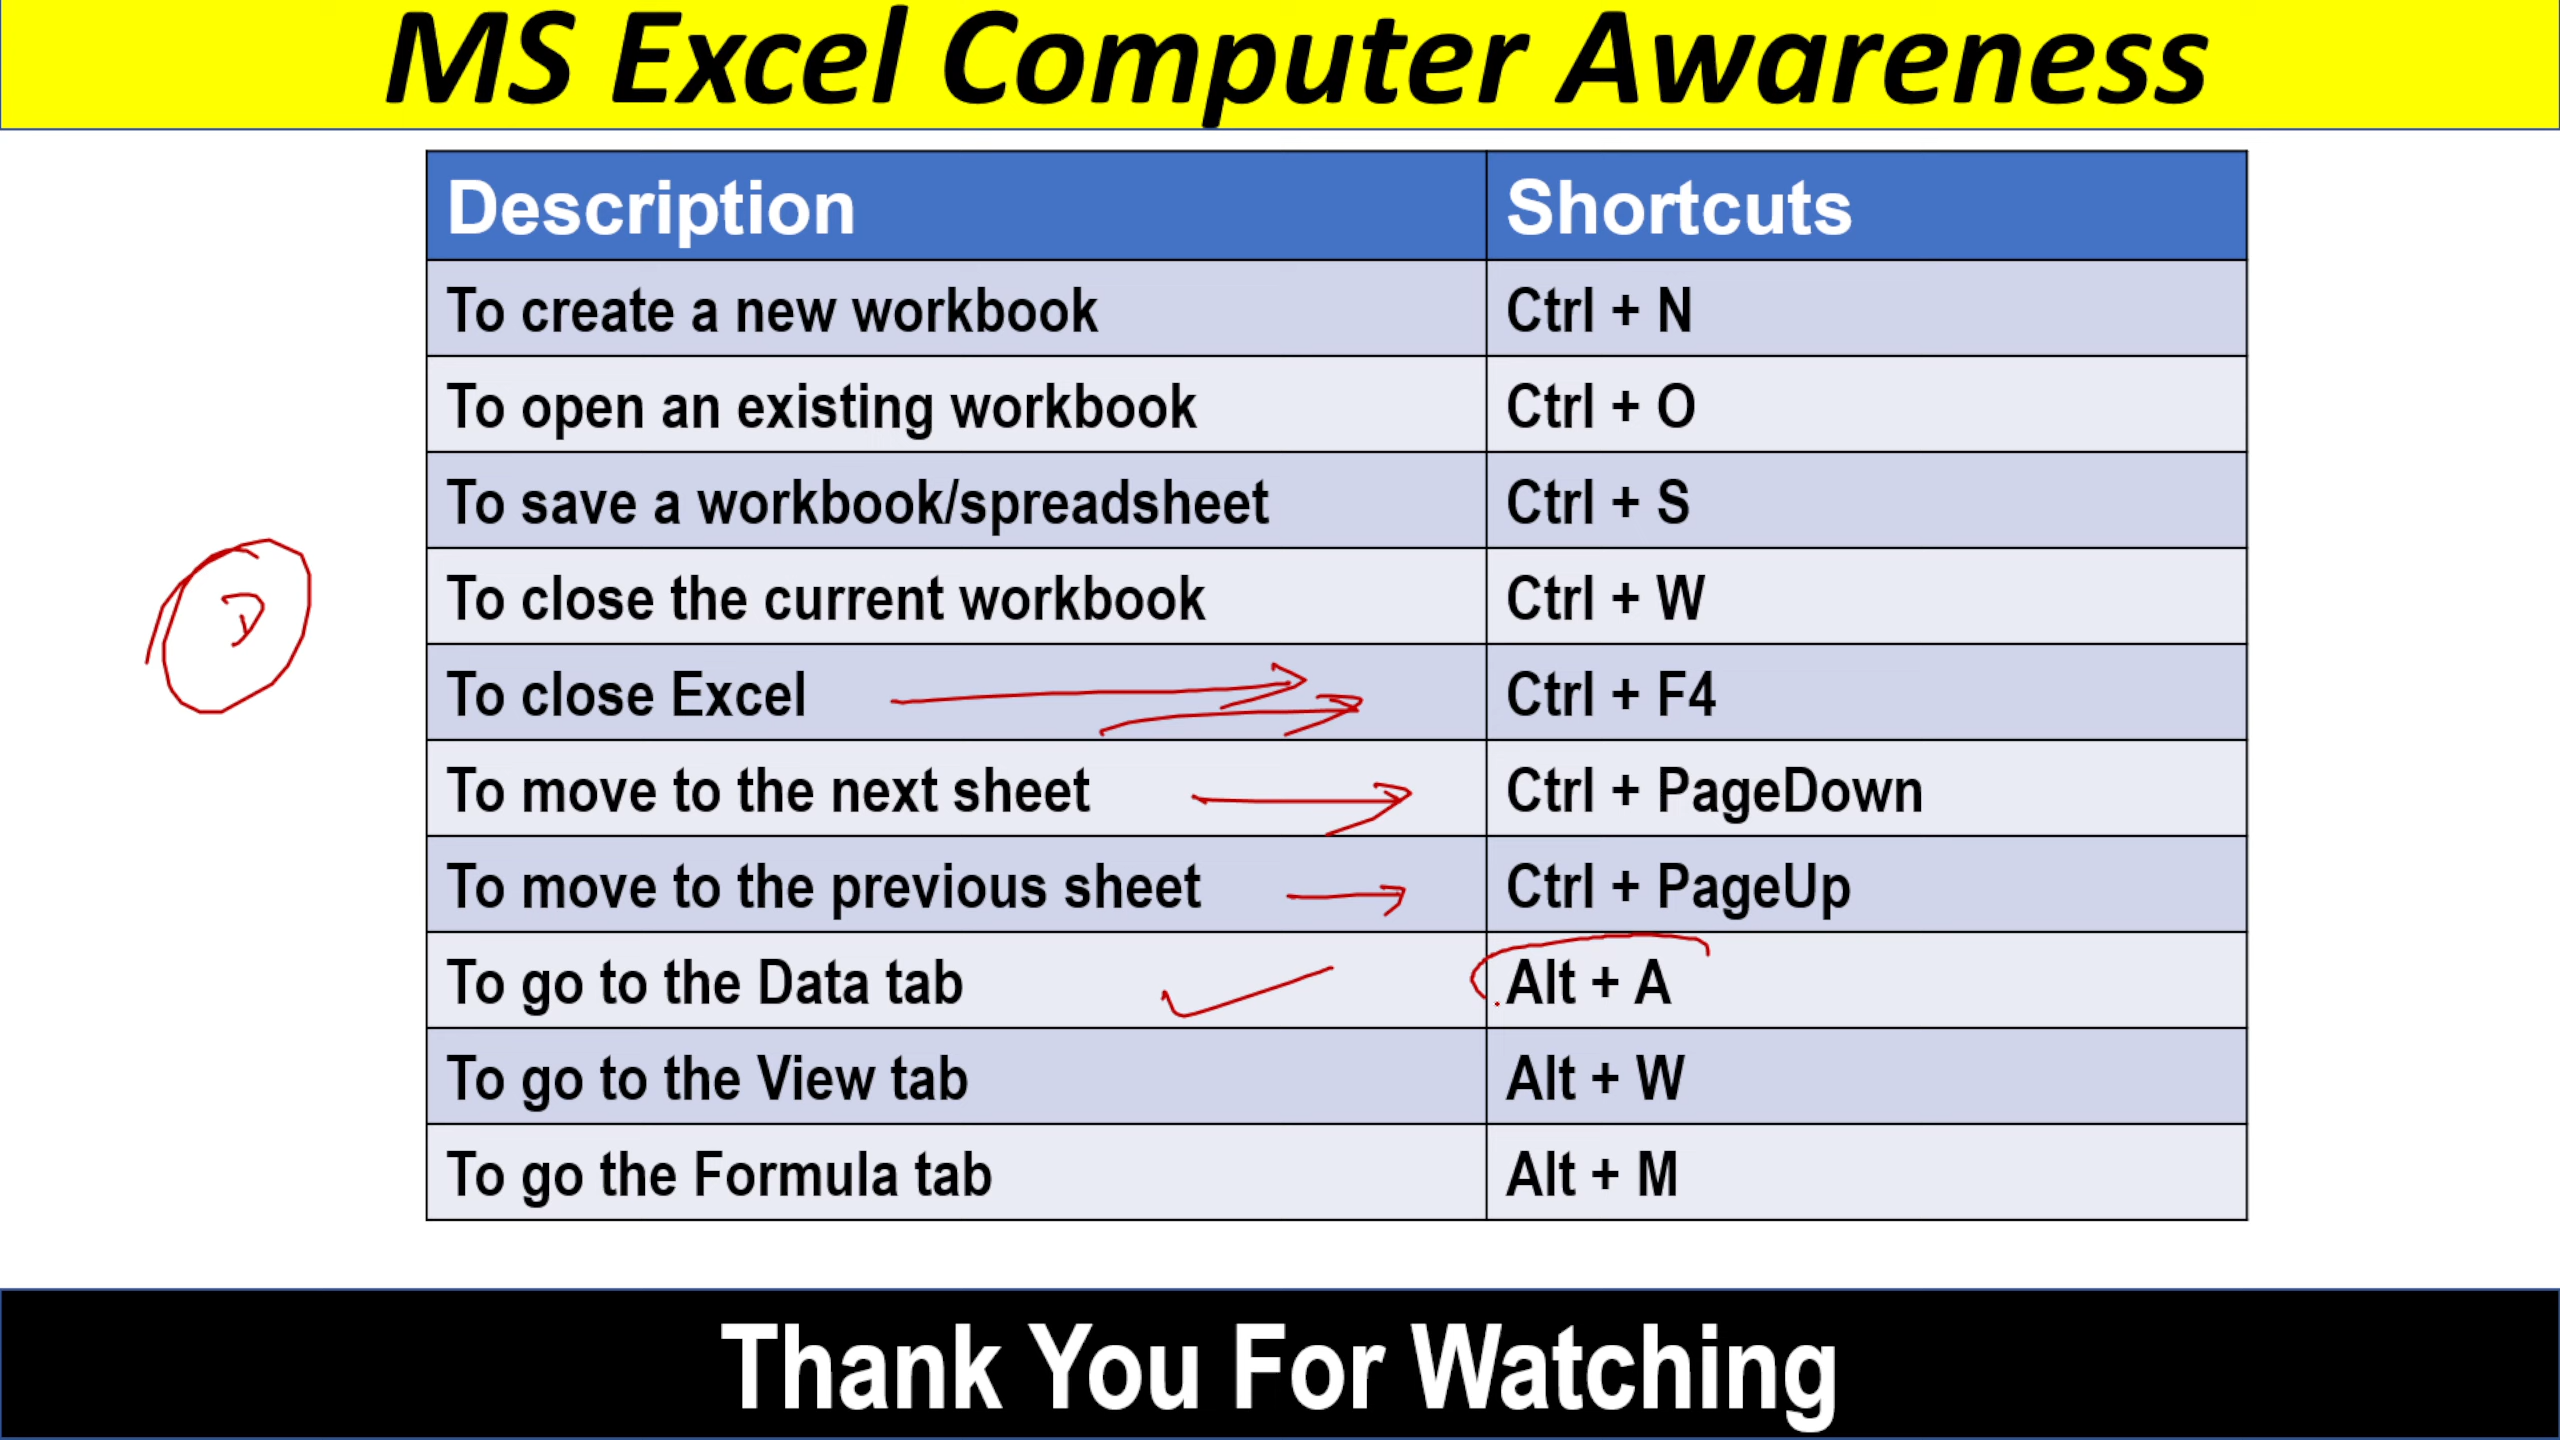 MS Excel Computer Awareness
Description Shortcuts
To create a new workbook Ctrl + N
To open an existing workbook Ctrl + O
To save a workbook/spreadsheet Ctrl + S
To close the current workbook Ctrl + W
To close Excel Ctrl + F4
To move to the next sheet Ctrl + PageDown
To move to the previous sheet Ctrl + PageUp
To go to the Data tab Alt + A
To go to the View tab Alt + W
To go the Formula tab Alt + M
Thank You For Watching